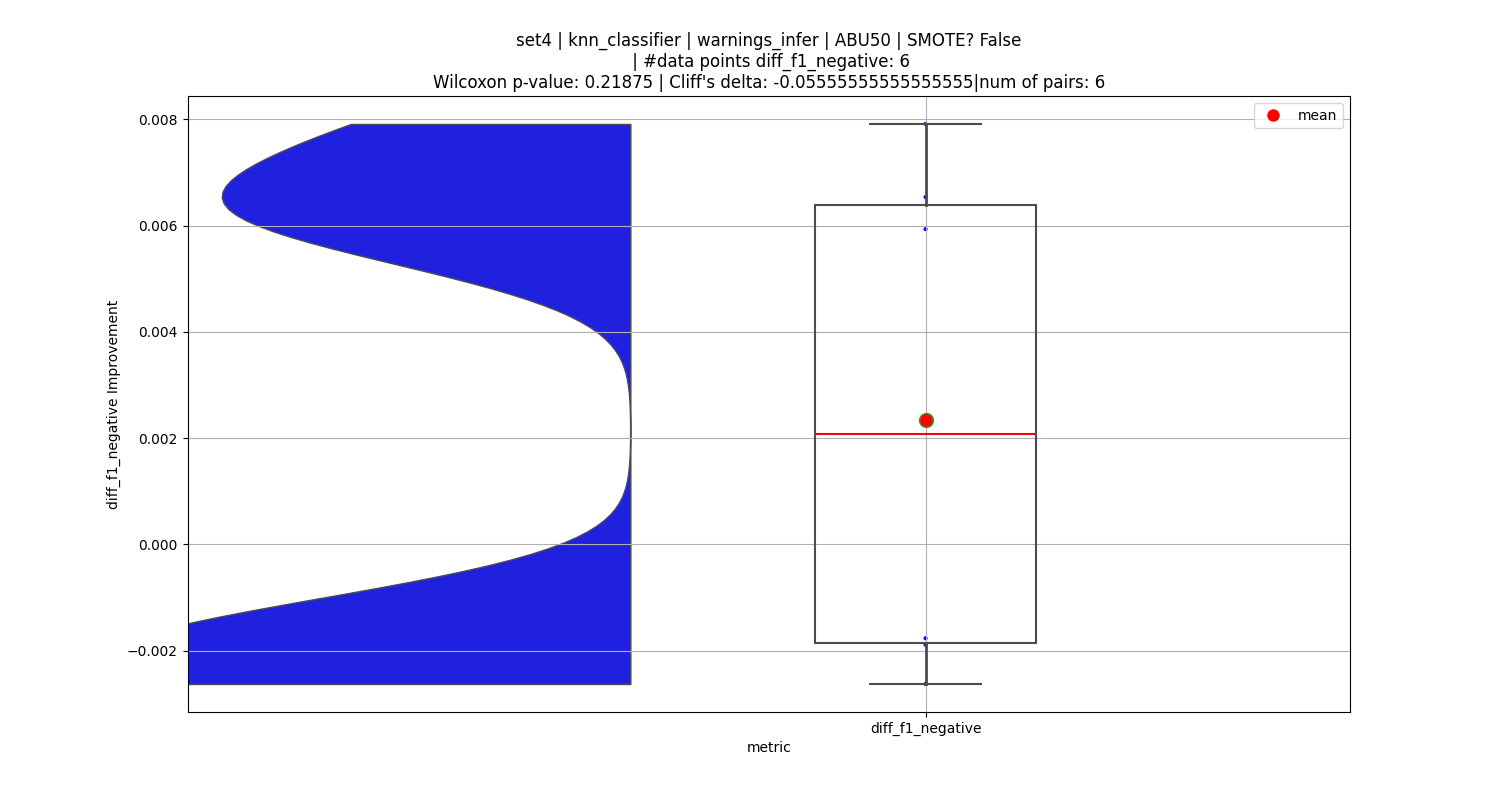 set4 | knn_classifier | warnings_infer | ABU50 | SMOTE? False
| #data points diff_f1_negative: 6
Wilcoxon p-value: 0.21875 | Cliff's delta: -0.05555555555555555|num of pairs: 6
mean
0.008
0.006
0.004
0.002
0.000
−0.002
diff_f1_negative Improvement
diff_f1_negative
metric